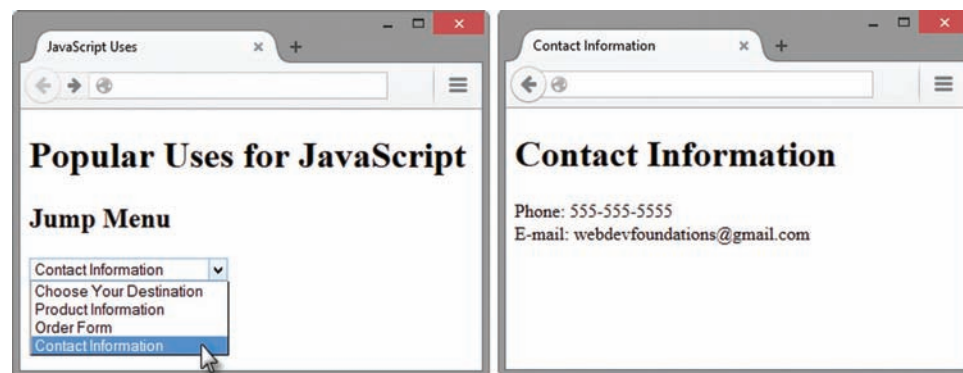 JavaScript Uses
Popular Uses for JavaScript
Jump Menu
Contact Information
Choose Your Destination
Product Information
Order Form
Contact Information
Contact Information
Contact Information
Phone: 555-555-5555
E-mail: webdevfoundations@gmail.com